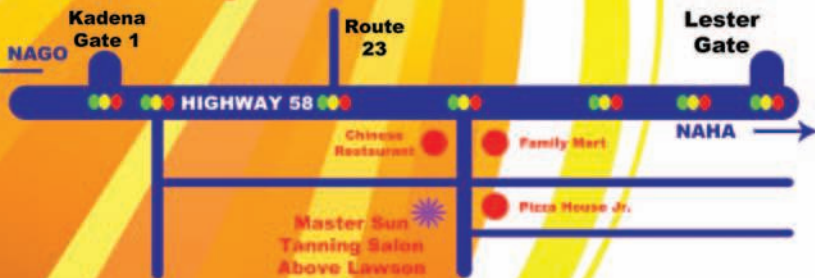 Kadena
Gate 1
Route
23
Lester
Gate
NAGO
HIGHWAY 58
NAHA
Chinese
Restaurant
Family Mart
Pizza House Jr.
Master Sun
Tanning Salon
Above Lawson